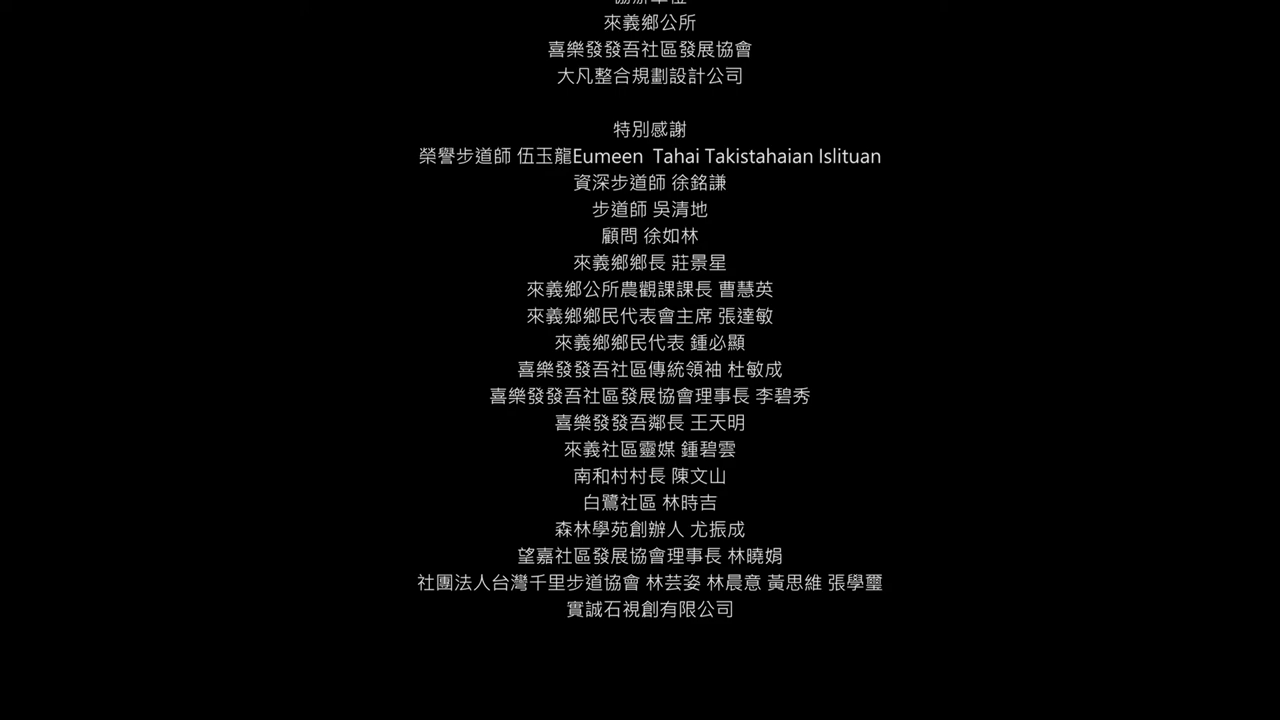 協辦單位
來義鄉公所
喜樂發發吾社區發展協會
大凡整合規劃設計公司
特別感謝
榮譽步道師 伍玉龍Eumeen  Tahai Takistahaian Islituan
資深步道師 徐銘謙
步道師 吳清地
顧問 徐如林
來義鄉鄉長 莊景星
來義鄉公所農觀課課長 曹慧英
來義鄉鄉民代表會主席 張達敏
來義鄉鄉民代表 鍾必顯
喜樂發發吾社區傳統領袖 杜敏成
喜樂發發吾社區發展協會理事長 李碧秀
喜樂發發吾鄰長 王天明
來義社區靈媒 鍾碧雲
南和村村長 陳文山
白鷺社區 林時吉
森林學苑創辦人 尤振成
望嘉社區發展協會理事長 林曉娟
社團法人台灣千里步道協會 林芸姿 林晨意 黃思維 張學璽
實誠石視創有限公司